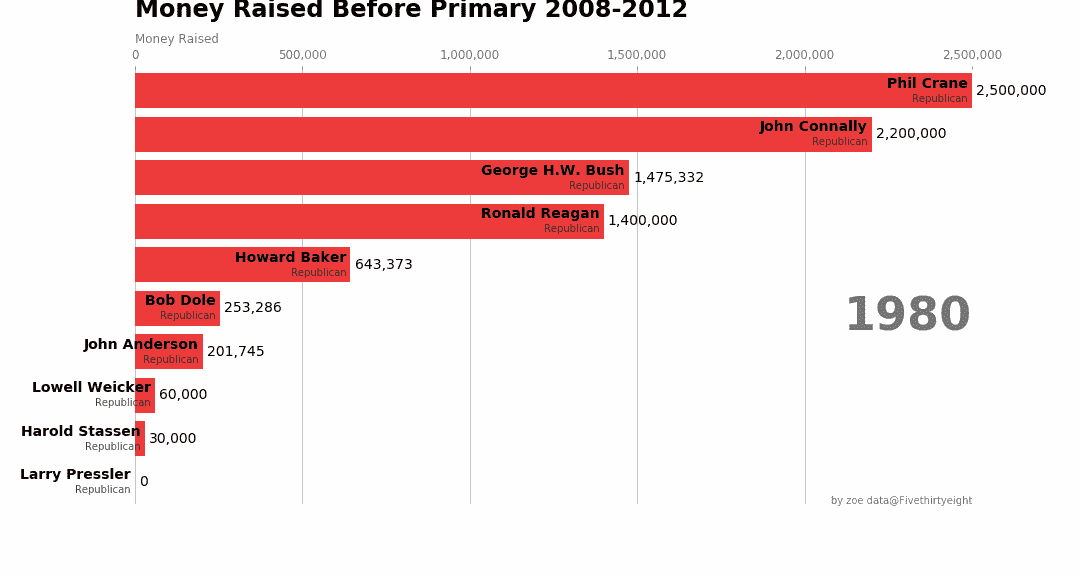 Money Raised Before Primary 2008-2012
Money Raised
0 500,000 1,000,000 1,500,000 2,000,000 2,500,000
Phil Crane 2,500,000
Republican
John Connally 2,200,000
Republican
George H.W. Bush 1,475,332
Republican
Ronald Reagan 1,400,000
Republican
Howard Baker 643,373
Republican
Bob Dole 253,286
Republican
1980
John Anderson 201,745
Republican
Lowell Weicker 60,000
Republican
Harold Stassen 30,000
Republican
Larry Pressler 0
Republican
by zoe data@Fivethirtyeight